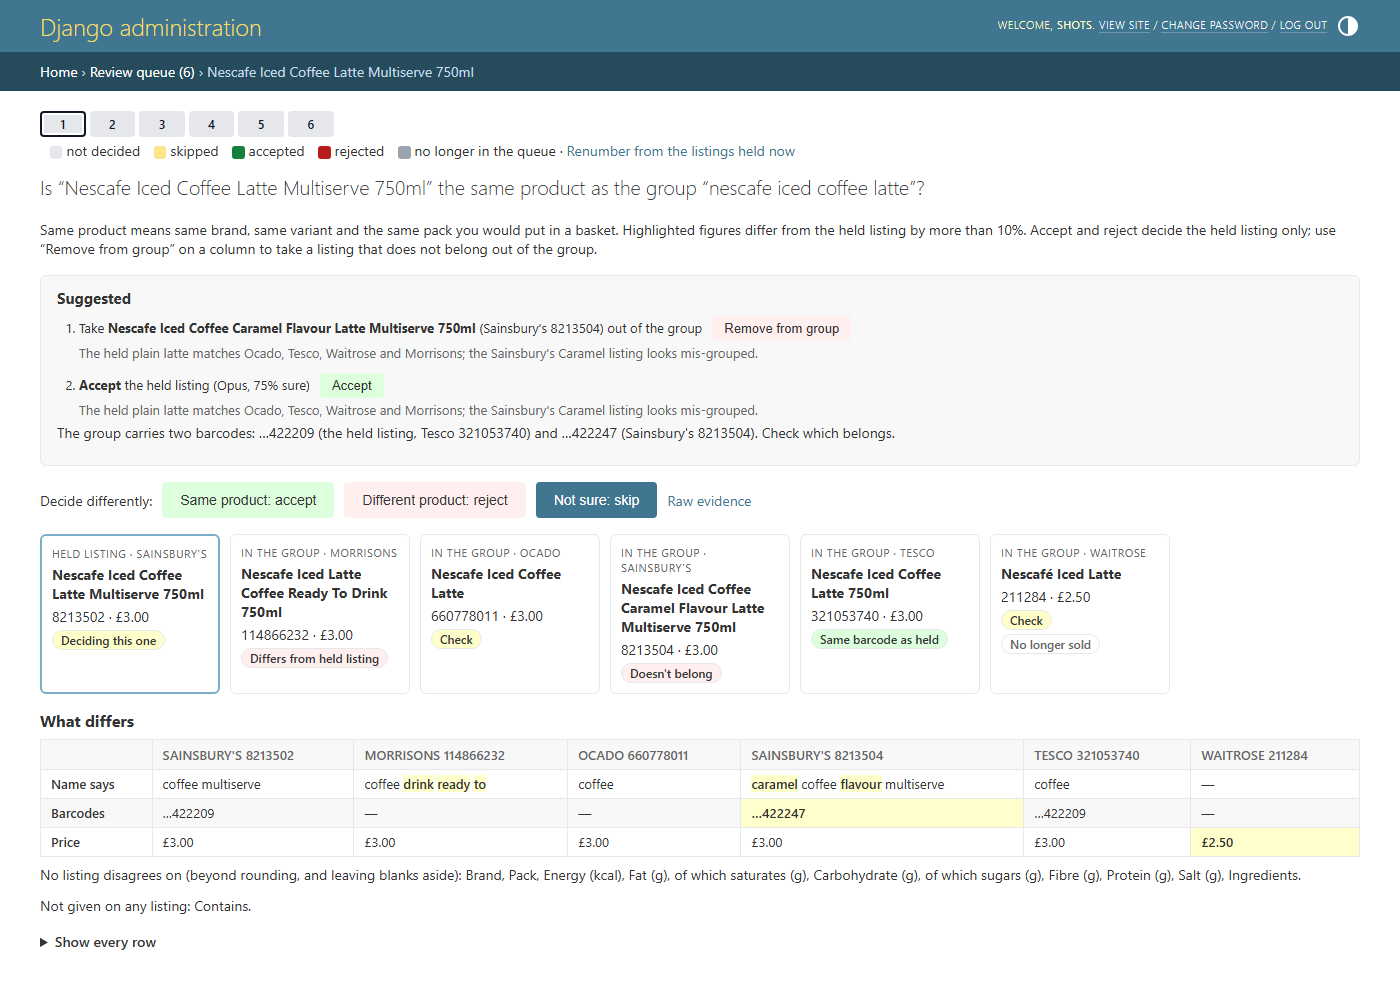 Django administration
WELCOME, SHOTS. VIEW SITE / CHANGE PASSWORD / LOG OUT
Home › Review queue (6) › Nescafe Iced Coffee Latte Multiserve 750ml
1 2 3 4 5 6
not decided skipped accepted rejected no longer in the queue · Renumber from the listings held now
Is “Nescafe Iced Coffee Latte Multiserve 750ml” the same product as the group “nescafe iced coffee latte”?
Same product means same brand, same variant and the same pack you would put in a basket. Highlighted figures differ from the held listing by more than 10%. Accept and reject decide the held listing only; use
“Remove from group” on a column to take a listing that does not belong out of the group.
Suggested
1. Take Nescafe Iced Coffee Caramel Flavour Latte Multiserve 750ml (Sainsbury's 8213504) out of the group Remove from group
The held plain latte matches Ocado, Tesco, Waitrose and Morrisons; the Sainsbury's Caramel listing looks mis-grouped.
2. Accept the held listing (Opus, 75% sure) Accept
The held plain latte matches Ocado, Tesco, Waitrose and Morrisons; the Sainsbury's Caramel listing looks mis-grouped.
The group carries two barcodes: …422209 (the held listing, Tesco 321053740) and …422247 (Sainsbury's 8213504). Check which belongs.
Decide differently: Same product: accept Different product: reject Not sure: skip Raw evidence
HELD LISTING · SAINSBURY'S
Nescafe Iced Coffee
Latte Multiserve 750ml
8213502 · £3.00
Deciding this one
IN THE GROUP · MORRISONS
Nescafe Iced Latte
Coffee Ready To Drink
750ml
114866232 · £3.00
Differs from held listing
IN THE GROUP · OCADO
Nescafe Iced Coffee
Latte
660778011 · £3.00
Check
IN THE GROUP ·
SAINSBURY'S
Nescafe Iced Coffee
Caramel Flavour Latte
Multiserve 750ml
8213504 · £3.00
Doesn't belong
IN THE GROUP · TESCO
Nescafe Iced Coffee
Latte 750ml
321053740 · £3.00
Same barcode as held
IN THE GROUP · WAITROSE
Nescafé Iced Latte
211284 · £2.50
Check
No longer sold
What differs
SAINSBURY'S 8213502 MORRISONS 114866232 OCADO 660778011 SAINSBURY'S 8213504 TESCO 321053740 WAITROSE 211284
Name says coffee multiserve coffee drink ready to coffee caramel coffee flavour multiserve coffee —
Barcodes …422209 — — …422247 …422209 —
Price £3.00 £3.00 £3.00 £3.00 £3.00 £2.50
No listing disagrees on (beyond rounding, and leaving blanks aside): Brand, Pack, Energy (kcal), Fat (g), of which saturates (g), Carbohydrate (g), of which sugars (g), Fibre (g), Protein (g), Salt (g), Ingredients.
Not given on any listing: Contains.
Show every row